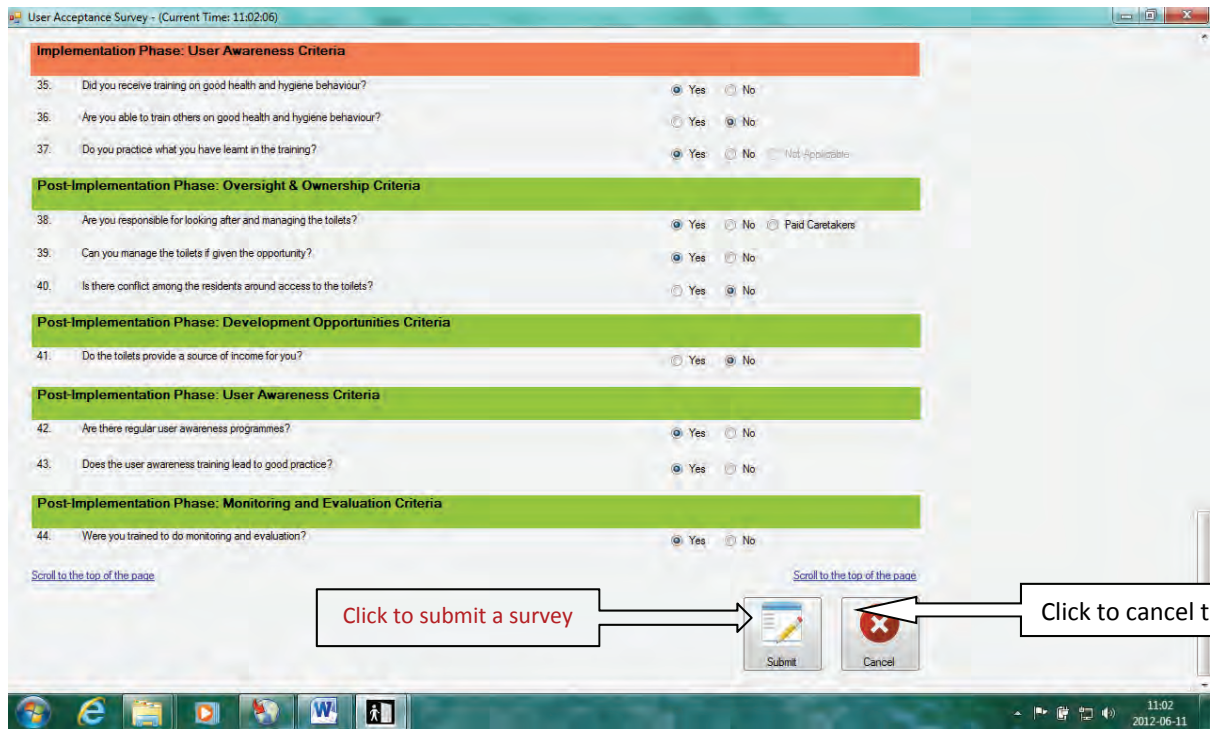 User Acceptance Survey - (Current Time: 11:02:06)
Implementation Phase: User Awareness Criteria
35. Did you receive training on good health and hygiene behaviour? Yes No
36. Are you able to train others on good health and hygiene behaviour? Yes No
37. Do you practice what you have learnt in the training? Yes No Not Applicable
Post-Implementation Phase: Oversight & Ownership Criteria
38. Are you responsible for looking after and managing the toilets? Yes No Paid Caretakers
39. Can you manage the toilets if given the opportunity? Yes No
40. Is there conflict among the residents around access to the toilets? Yes No
Post-Implementation Phase: Development Opportunities Criteria
41. Do the toilets provide a source of income for you? Yes No
Post-Implementation Phase: User Awareness Criteria
42. Are there regular user awareness programmes? Yes No
43. Does the user awareness training lead to good practice? Yes No
Post-Implementation Phase: Monitoring and Evaluation Criteria
44. Were you trained to do monitoring and evaluation? Yes No
Scroll to the top of the page Scroll to the top of the page
Click to submit a survey Click to cancel t
Submit Cancel
11:02
2012-06-11